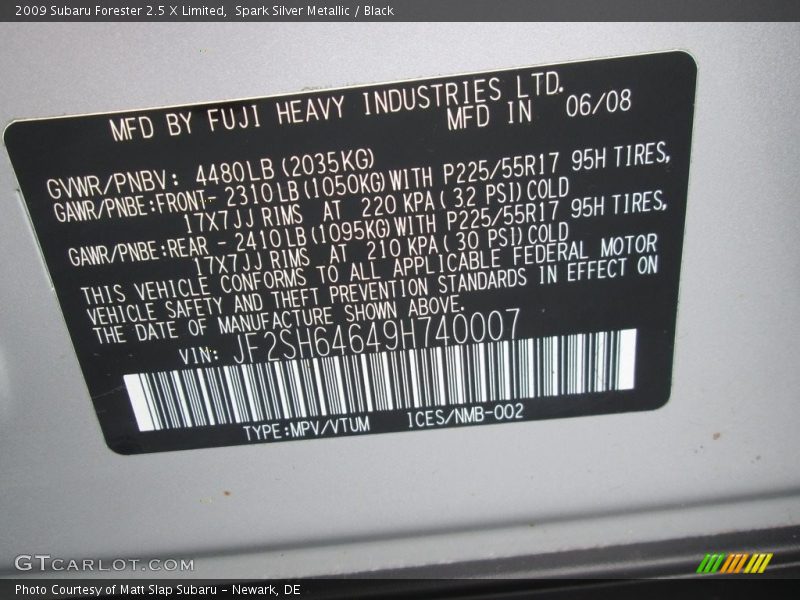 2009 Subaru Forester 2.5 X Limited, Spark Silver Metallic / Black
MFD BY FUJI HEAVY INDUSTRIES LTD.
MFD IN 06/08
GVWR/PNBV: 4480LB (2035KG)
GAWR/PNBE:FRONT- 2310LB(1050KG)WITH P225/55R17 95H TIRES,
17X7JJ RIMS AT 220 KPA(32 PSI)COLD
GAWR/PNBE:REAR - 2410LB(1095KG)WITH P225/55R17 95H TIRES,
17X7JJ RIMS AT 210 KPA(30 PSI)COLD
THIS VEHICLE CONFORMS TO ALL APPLICABLE FEDERAL MOTOR
VEHICLE SAFETY AND THEFT PREVENTION STANDARDS IN EFFECT ON
THE DATE OF MANUFACTURE SHOWN ABOVE.
VIN: JF2SH64649H740007
TYPE:MPV/VTUM ICES/NMB-002
GTCARLOT.COM
Photo Courtesy of Matt Slap Subaru - Newark, DE